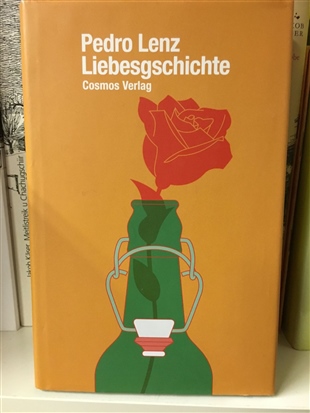 Pedro Lenz
Liebesgschichte
Cosmos Verlag